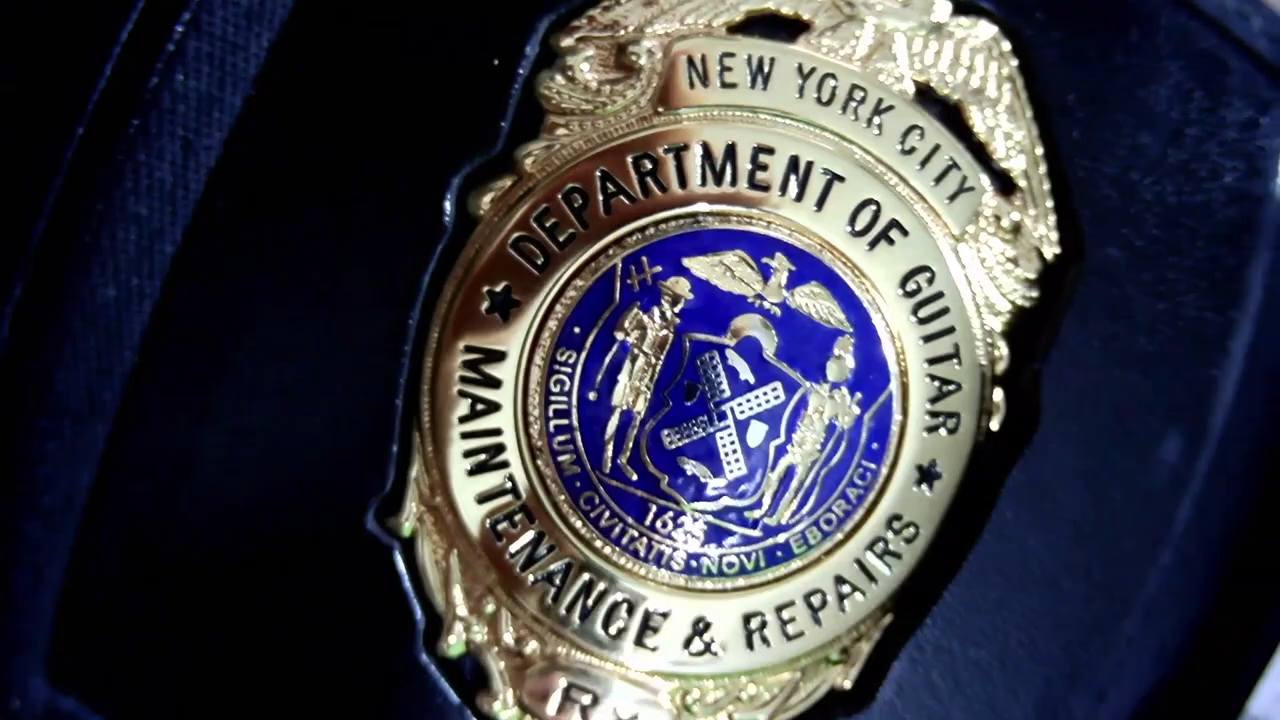 NEW YORK CITY
DEPARTMENT OF GUITAR
MAINTENANCE & REPAIRS
SIGILLUM · CIVITATIS · NOVI · EBORACI